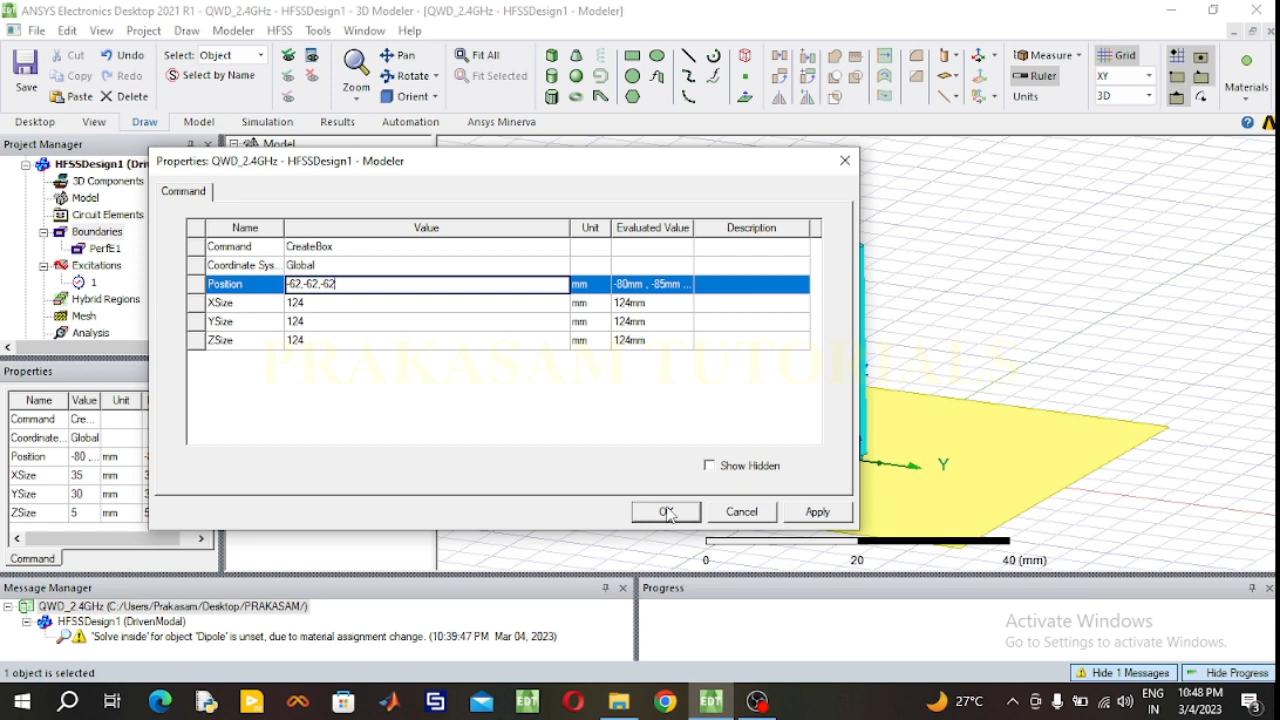 ANSYS Electronics Desktop 2021 R1 - QWD_2.4GHz - HFSSDesign1 - 3D Modeler - [QWD_2.4GHz - HFSSDesign1 - Modeler]
File Edit View Project Draw Modeler HFSS Tools Window Help
Save
Cut Undo
Copy Redo
Paste Delete
Select: Object
Select by Name
Zoom
Pan
Rotate
Orient
Fit All
Fit Selected
Measure
Ruler
Units
Grid
XY
3D
Materials
Desktop View Draw Model Simulation Results Automation Ansys Minerva
Project Manager
HFSSDesign1 (Driv
3D Components
Model
Circuit Elements
Boundaries
PerfE1
Excitations
1
Hybrid Regions
Mesh
Analysis
Model
Properties: QWD_2.4GHz - HFSSDesign1 - Modeler
Command
Name Value Unit Evaluated Value Description
Command CreateBox
Coordinate Sys... Global
Position -62,-62,-62 mm -80mm , -85mm ...
XSize 124 mm 124mm
YSize 124 mm 124mm
ZSize 124 mm 124mm
PRAKASAM TUTORIALS
Show Hidden
OK Cancel Apply
Properties
Name Value Unit
Command Cre...
Coordinate... Global
Position -80 ,... mm
XSize 35 mm
YSize 30 mm
ZSize 5 mm
Command
Y
0 20 40 (mm)
Message Manager
QWD_2.4GHz (C:/Users/Prakasam/Desktop/PRAKASAM/)
HFSSDesign1 (DrivenModal)
'Solve inside' for object 'Dipole' is unset, due to material assignment change. (10:39:47 PM Mar 04, 2023)
Progress
Activate Windows
Go to Settings to activate Windows.
1 object is selected
Hide 1 Messages Hide Progress
27°C
ENG
IN
10:48 PM
3/4/2023
3